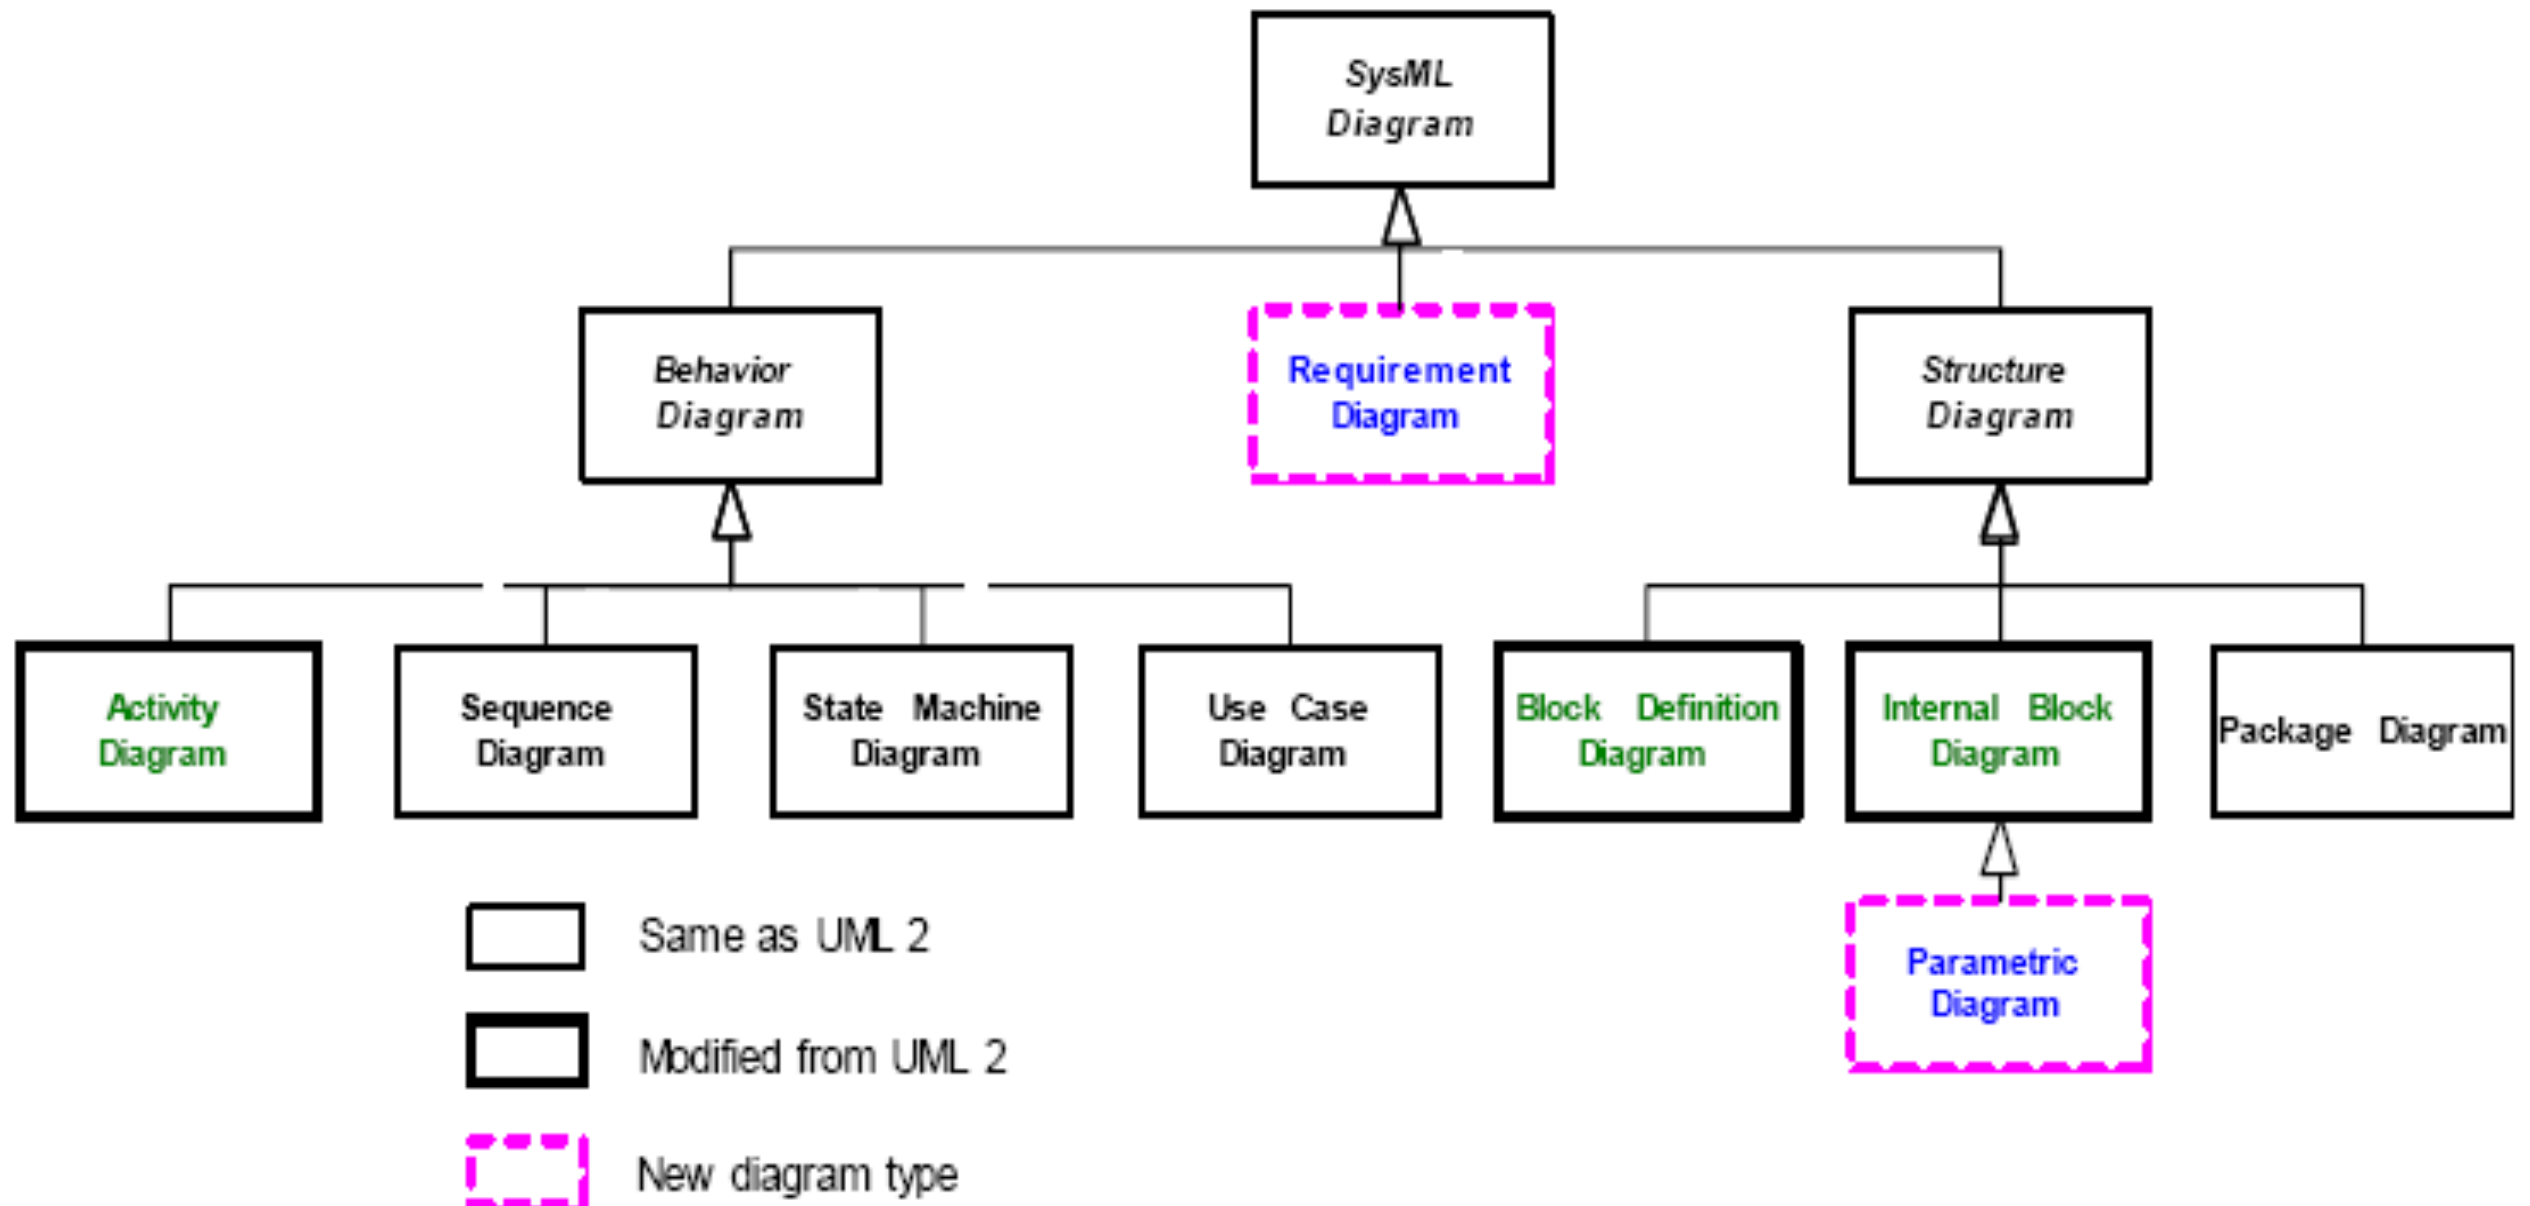 SysML
Diagram
Behavior
Diagram
Requirement
Diagram
Structure
Diagram
Activity
Diagram
Sequence
Diagram
State Machine
Diagram
Use Case
Diagram
Block Definition
Diagram
Internal Block
Diagram
Package Diagram
Parametric
Diagram
Same as UML 2
Modified from UML 2
New diagram type